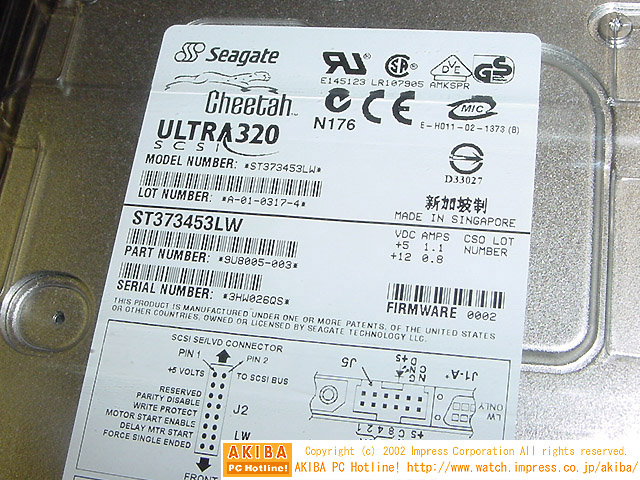 Seagate
Cheetah™
ULTRA320
SCSI
E145123 LR107905 AMKSPR
N176
MIC
E-H011-02-1373 (B)
D33027
MODEL NUMBER: *ST373453LW*
LOT NUMBER: *A-01-0317-4*
新加坡制
MADE IN SINGAPORE
ST373453LW
VDC AMPS CSO LOT
+5 1.1 NUMBER
+12 0.8
PART NUMBER: *9U8005-003*
SERIAL NUMBER: *3HW026QS*
FIRMWARE 0002
THIS PRODUCT IS MANUFACTURED UNDER ONE OR MORE PATENTS, OF THE UNITED STATES
OR OTHER COUNTRIES, OWNED OR LICENSED BY SEAGATE TECHNOLOGY LLC.
SCSI SE/LVD CONNECTOR
PIN 1 PIN 2
+5 VOLTS TO SCSI BUS
RESERVED
PARITY DISABLE
WRITE PROTECT
MOTOR START ENABLE
DELAY MTR START
FORCE SINGLE ENDED
J2
LW
FRONT
J5
J1-A*
LW
ONLY
AKIBA
PC Hotline!
Copyright (c) 2002 Impress Corporation All rights reserved.
AKIBA PC Hotline! http://www.watch.impress.co.jp/akiba/